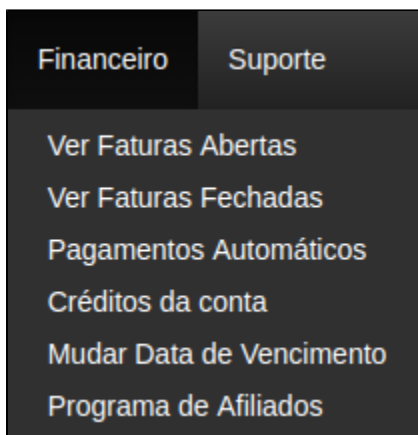 Financeiro Suporte
Ver Faturas Abertas
Ver Faturas Fechadas
Pagamentos Automáticos
Créditos da conta
Mudar Data de Vencimento
Programa de Afiliados